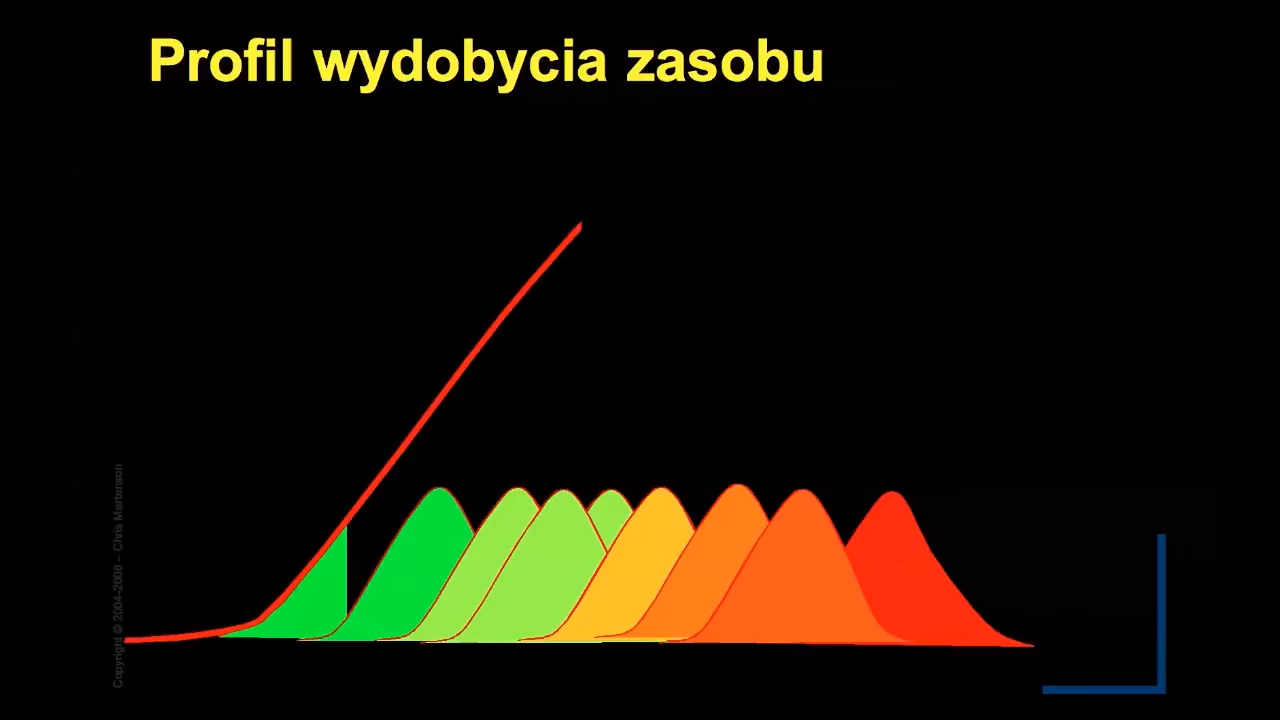 Profil wydobycia zasobu
Copyright © 2004-2008 – Chris Martenson